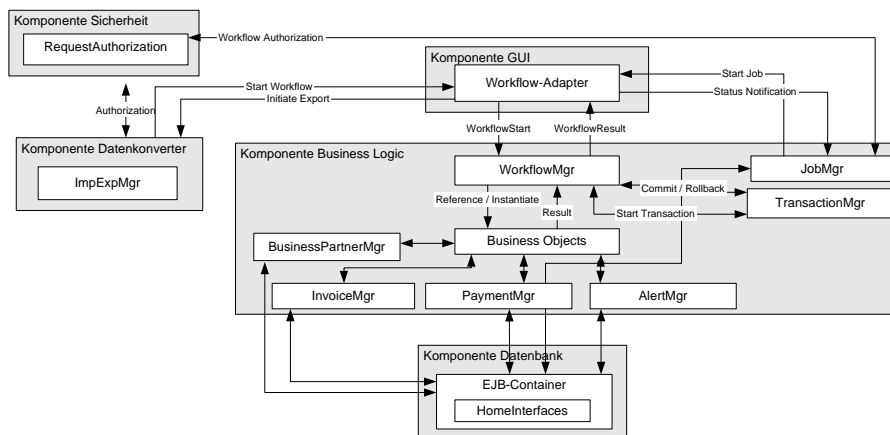 Komponente Sicherheit
RequestAuthorization
Workflow Authorization
Komponente GUI
Workflow-Adapter
Start Job
Start Workflow
Status Notification
Initiate Export
Authorization
WorkflowStart
WorkflowResult
Komponente Datenkonverter
ImpExpMgr
Komponente Business Logic
WorkflowMgr
JobMgr
Commit / Rollback
TransactionMgr
Reference / Instantiate
Result
Start Transaction
BusinessPartnerMgr
Business Objects
InvoiceMgr
PaymentMgr
AlertMgr
Komponente Datenbank
EJB-Container
HomeInterfaces